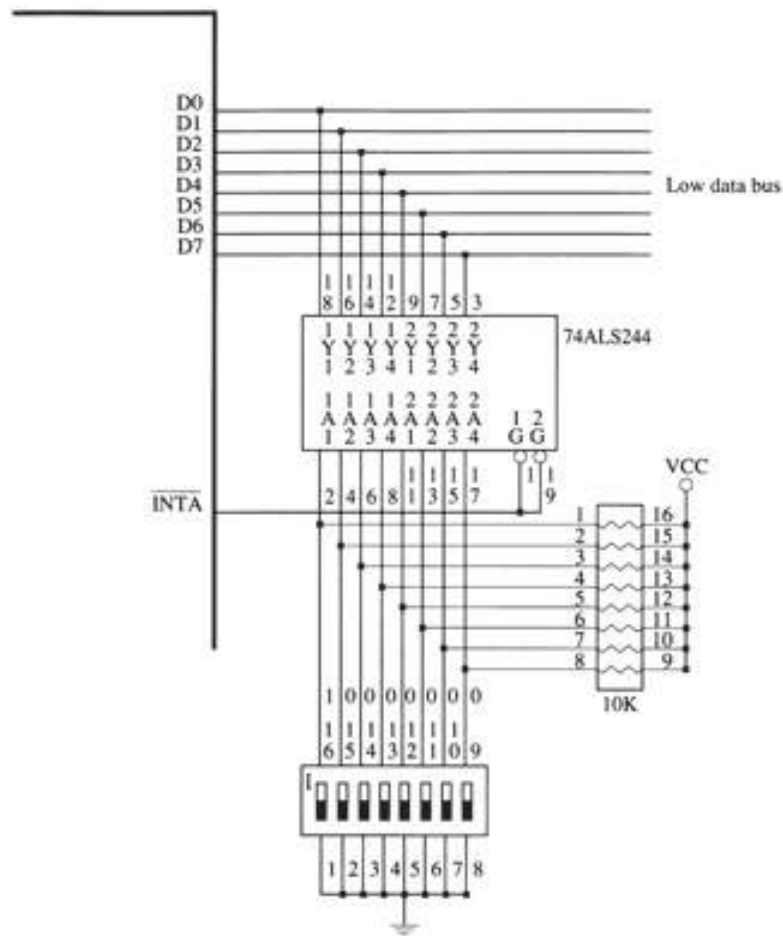 D0
D1
D2
D3
D4
D5
D6
D7
Low data bus
18 16 14 12 9 7 5 3
1Y1 1Y2 1Y3 1Y4 2Y1 2Y2 2Y3 2Y4
74ALS244
1A1 1A2 1A3 1A4 2A1 2A2 2A3 2A4 1G 2G
2 4 6 8 11 13 15 17 1 19
INTA
VCC
1 16
2 15
3 14
4 13
5 12
6 11
7 10
8 9
10K
1 0 0 0 0 0 0 0
16 15 14 13 12 11 10 9
1
1 2 3 4 5 6 7 8